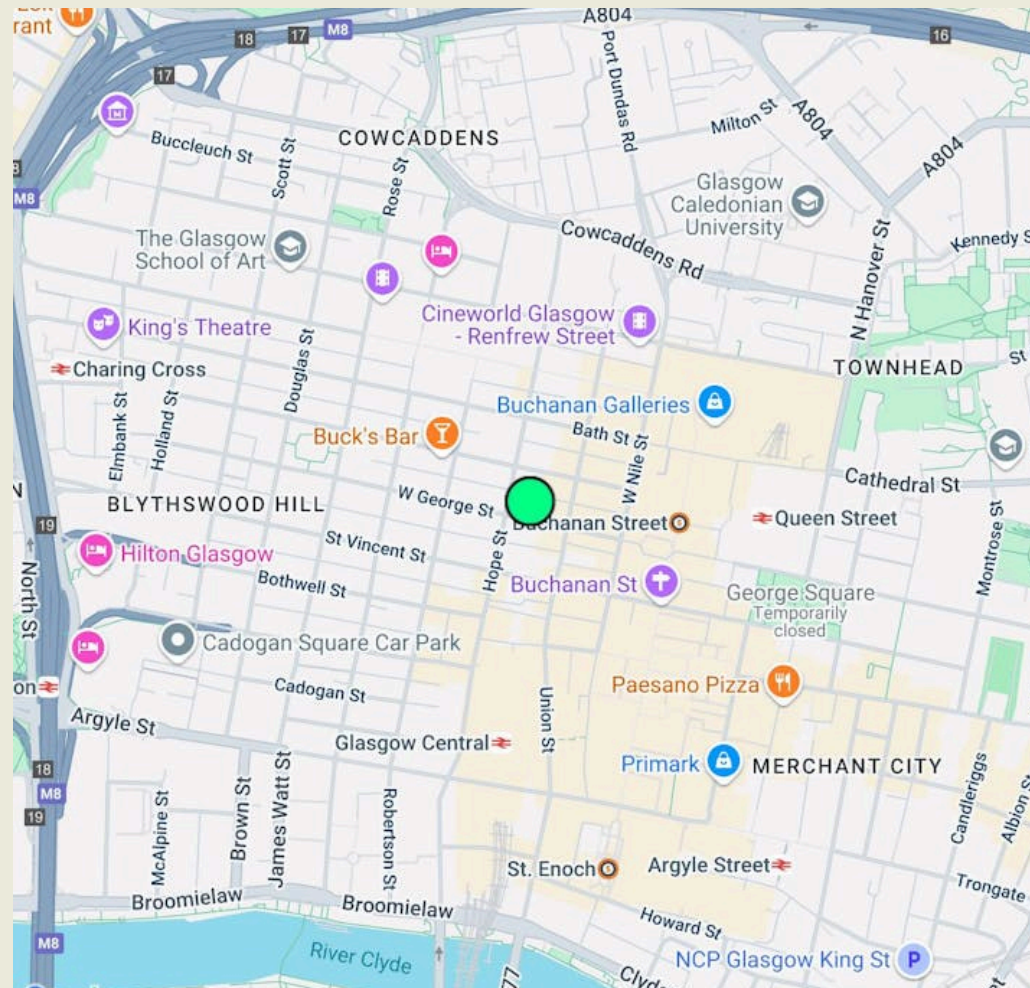 rant
18
17
M8
A804
16
17
Port Dundas Rd
Milton St
A804
A804
COWCADDENS
Buccleuch St
Scott St
Rose St
M8
Glasgow
Caledonian
University
The Glasgow
School of Art
Cowcaddens Rd
N Hanover St
Kennedy S
King's Theatre
Cineworld Glasgow
- Renfrew Street
Douglas St
Charing Cross
TOWNHEAD
St
Elmbank St
Holland St
Buchanan Galleries
Buck's Bar
Bath St
W Nile St
Cathedral St
N
BLYTHSWOOD HILL
W George St
19
Buchanan Street
Queen Street
Montrose St
St Vincent St
Hope St
Hilton Glasgow
North St
Bothwell St
Buchanan St
George Square
Temporarily
closed
Cadogan Square Car Park
on
Cadogan St
Union St
Paesano Pizza
Argyle St
Glasgow Central
Primark
MERCHANT CITY
18
M8
19
McAlpine St
Brown St
James Watt St
Robertson St
Candleriggs
Albion S
St. Enoch
Argyle Street
Trongate
Broomielaw
Broomielaw
Howard St
M8
River Clyde
77
Clyde
NCP Glasgow King St
P